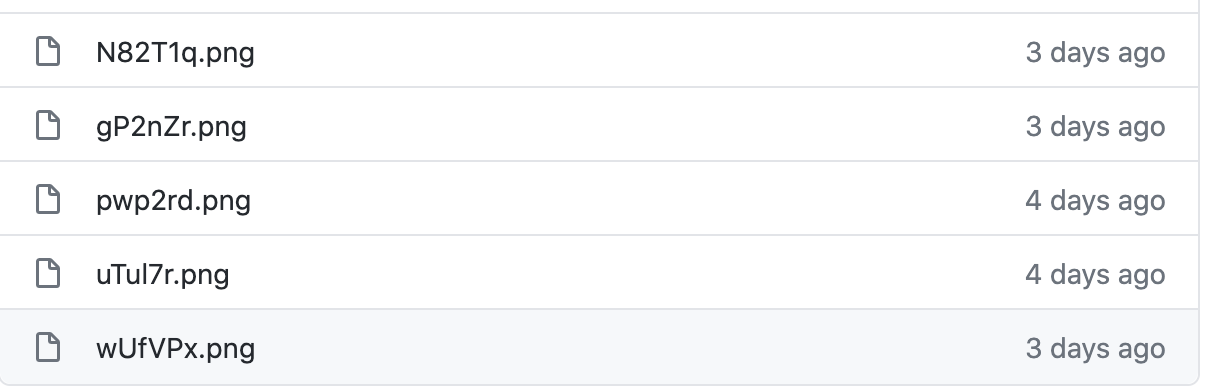 N82T1q.png 3 days ago
gP2nZr.png 3 days ago
pwp2rd.png 4 days ago
uTul7r.png 4 days ago
wUfVPx.png 3 days ago